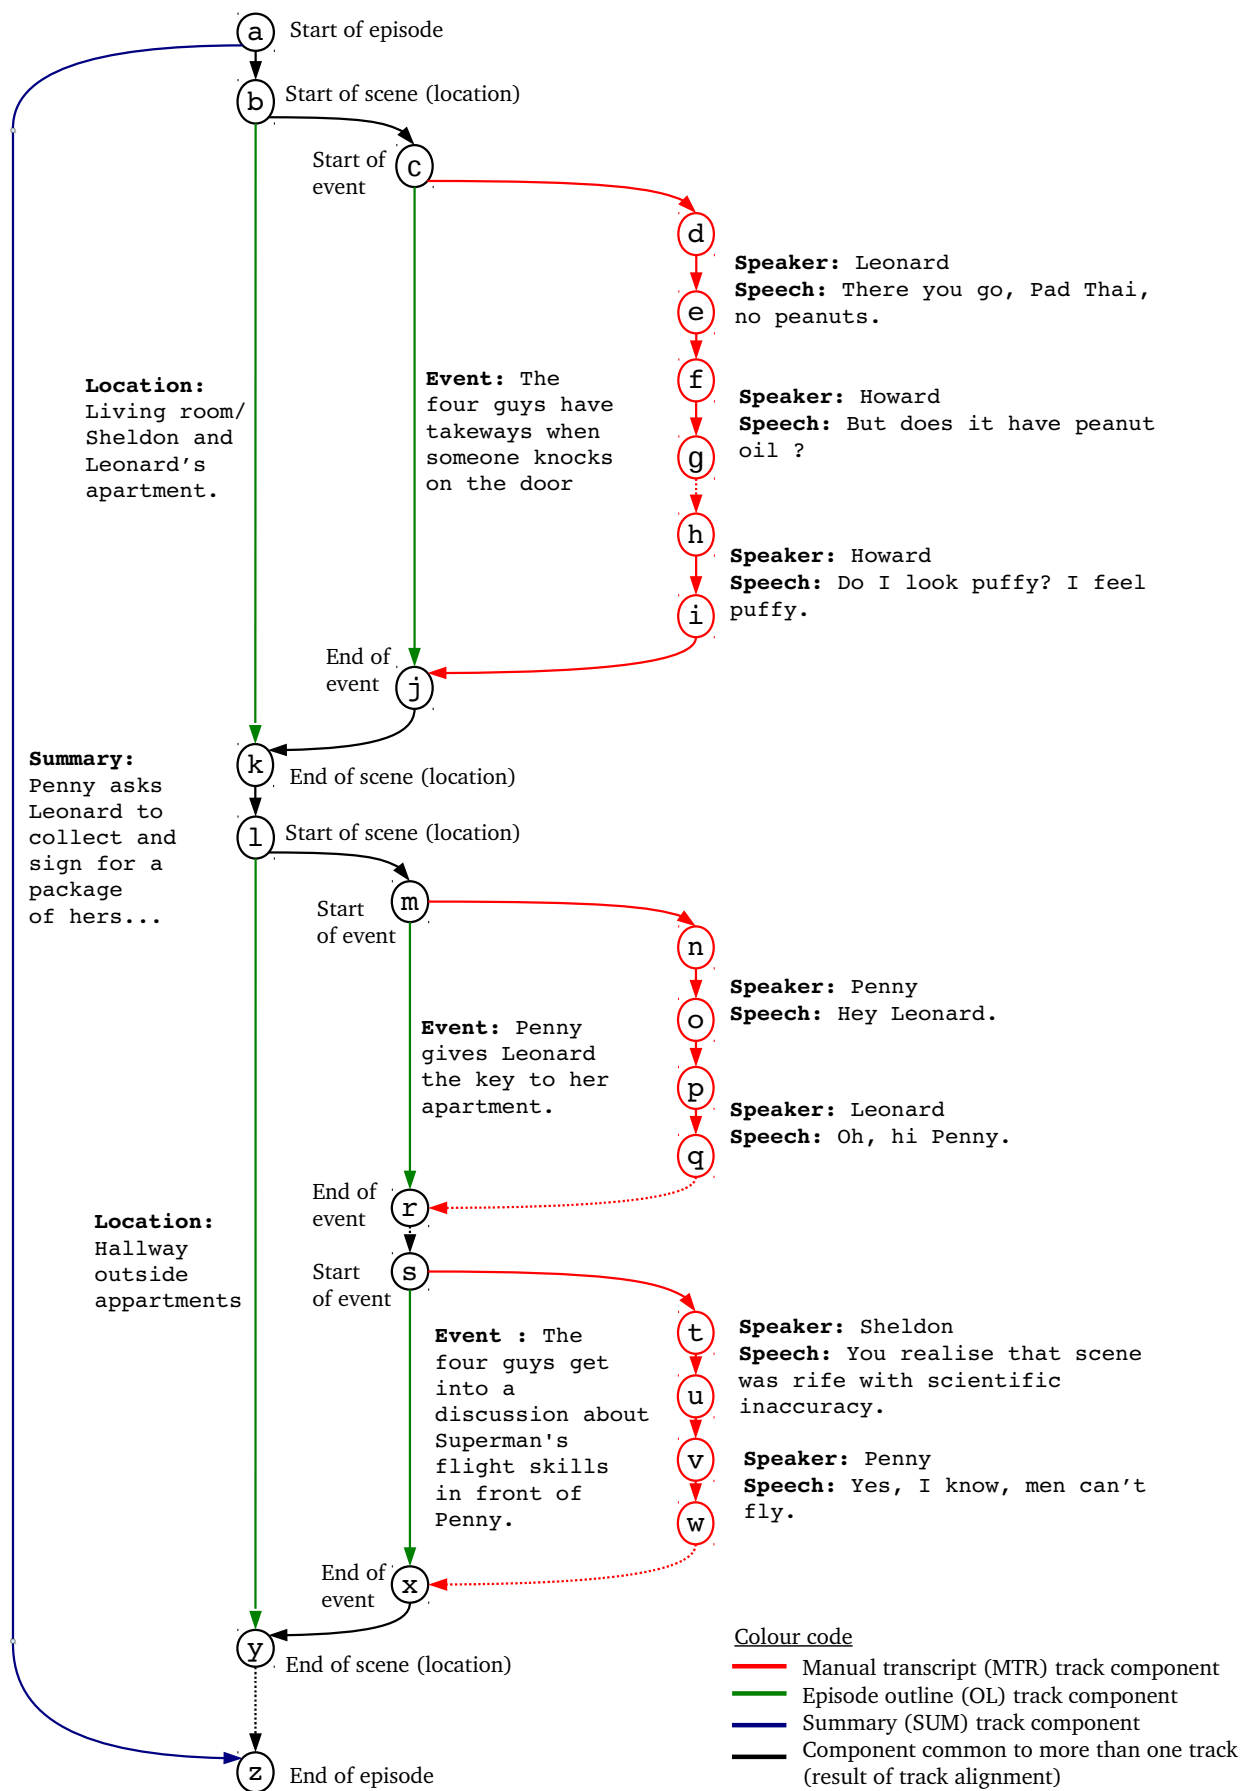 a
Start of episode
b
Start of scene (location)
Start of
event
c
d
Speaker: Leonard
Speech: There you go, Pad Thai,
no peanuts.
e
f
Location:
Living room/
Sheldon and
Leonard's
apartment.
Event: The
four guys have
takeways when
someone knocks
on the door
Speaker: Howard
Speech: But does it have peanut
oil ?
g
h
Speaker: Howard
Speech: Do I look puffy? I feel
puffy.
i
End of
event
j
k
End of scene (location)
Summary:
Penny asks
Leonard to
collect and
sign for a
package
of hers...
l
Start of scene (location)
m
Start
of event
n
Speaker: Penny
Speech: Hey Leonard.
o
Event: Penny
gives Leonard
the key to her
apartment.
p
Speaker: Leonard
Speech: Oh, hi Penny.
q
End of
event
r
Location:
Hallway
outside
appartments
s
Start
of event
t
Speaker: Sheldon
Speech: You realise that scene
was rife with scientific
inaccuracy.
u
Event : The
four guys get
into a
discussion about
Superman's
flight skills
in front of
Penny.
v
Speaker: Penny
Speech: Yes, I know, men can't
fly.
w
End of
event
x
y
End of scene (location)
z
End of episode
Colour code
Manual transcript (MTR) track component
Episode outline (OL) track component
Summary (SUM) track component
Component common to more than one track
(result of track alignment)